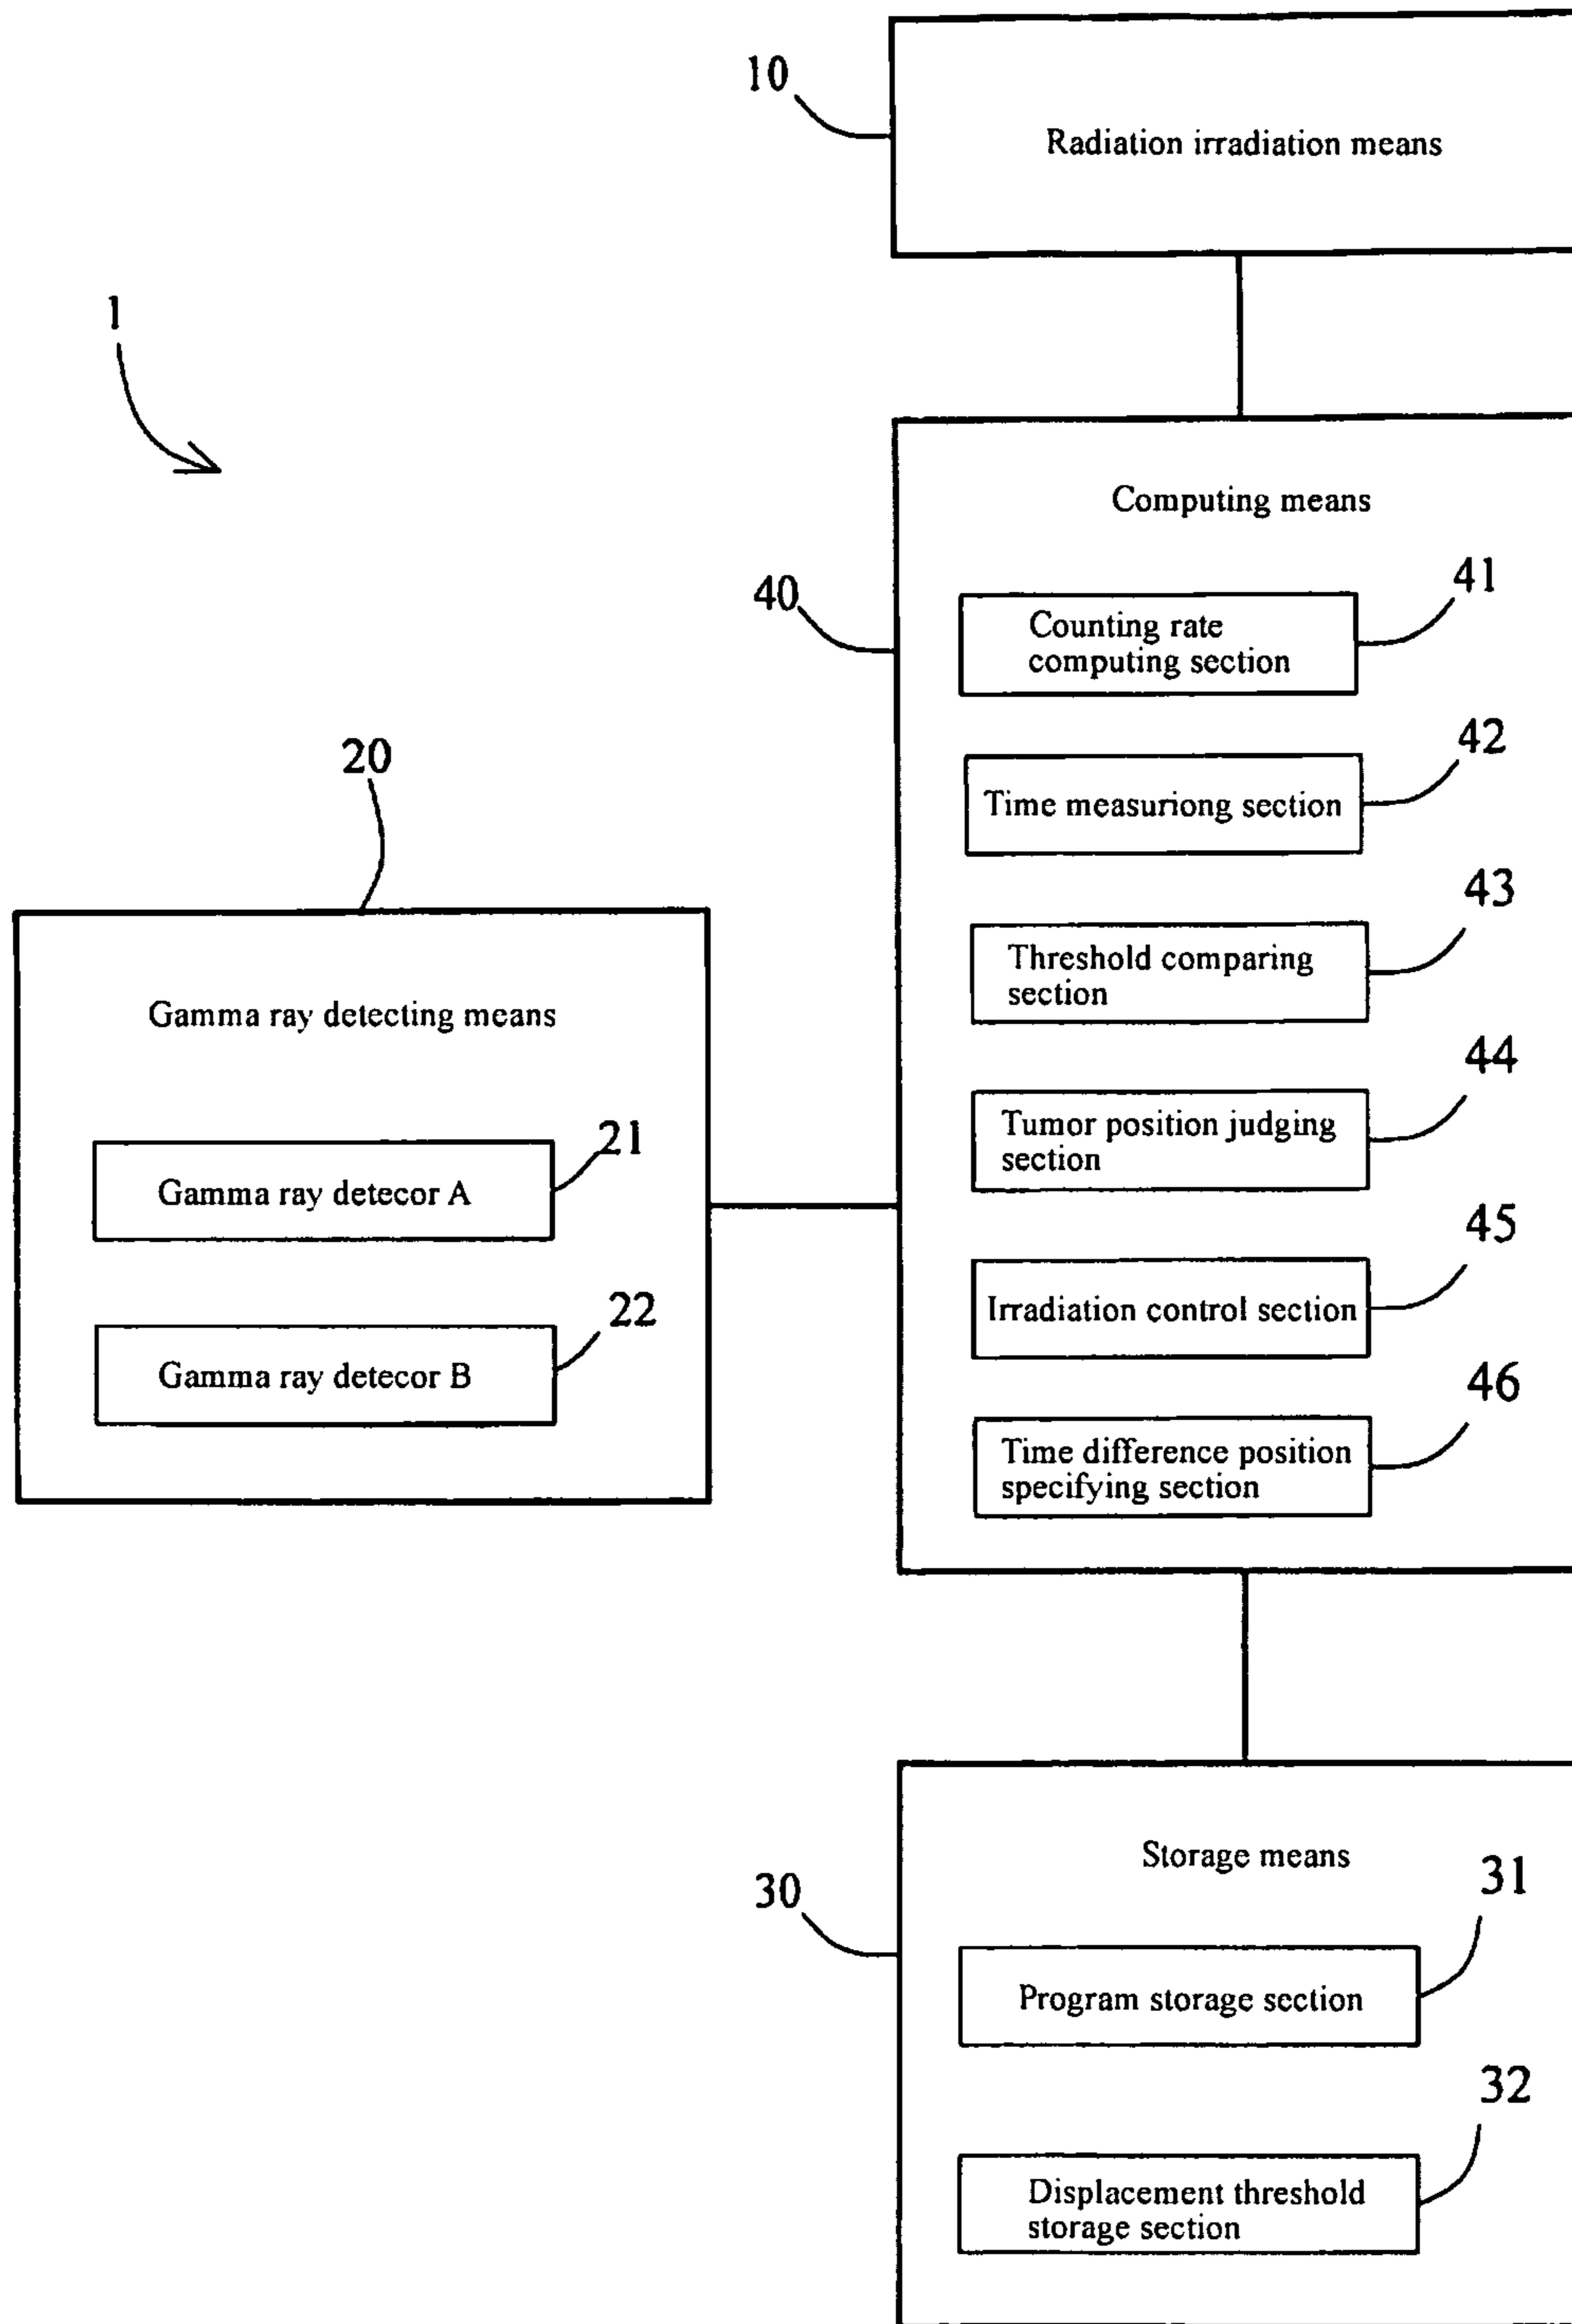 10
Radiation irradiation means
1
Computing means
40
41
Counting rate
computing section
42
Time measuriong section
43
Threshold comparing
section
44
Tumor position judging
section
45
Irradiation control section
46
Time difference position
specifying section
20
Gamma ray detecting means
21
Gamma ray detecor A
22
Gamma ray detecor B
30
Storage means
31
Program storage section
32
Displacement threshold
storage section